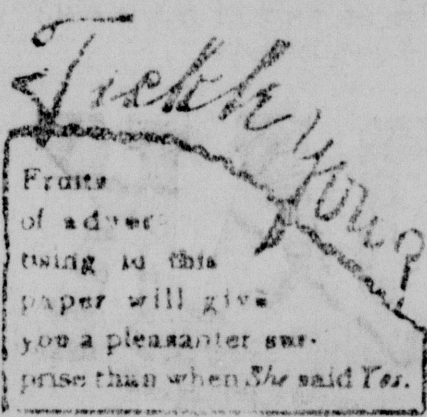 Tickle You?
Fruits
of adver
tising in this
paper will give
you a pleasanter sur-
prise than when She said Yes.